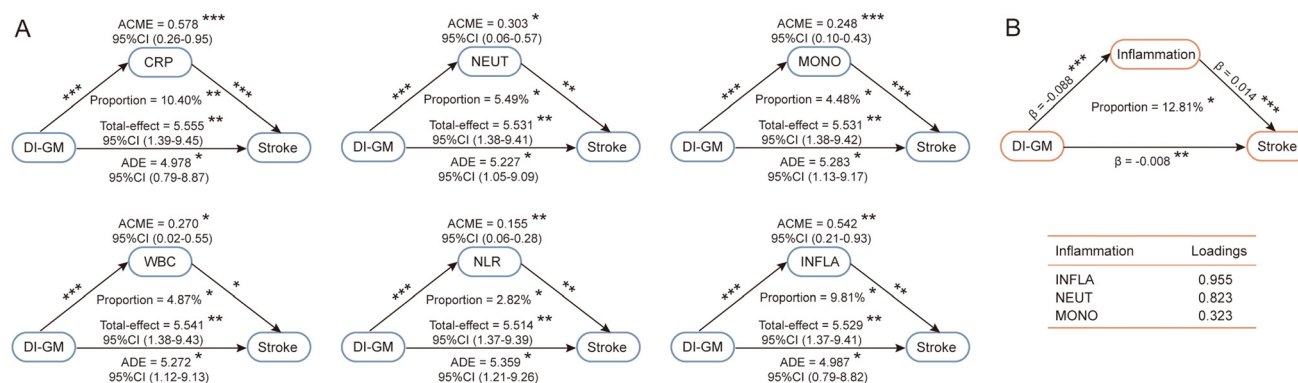 A
ACME = 0.578 ***
95%CI (0.26-0.95)
CRP
***
***
Proportion = 10.40% **
Total-effect = 5.555 **
95%CI (1.39-9.45)
DI-GM
Stroke
ADE = 4.978 *
95%CI (0.79-8.87)
ACME = 0.303 *
95%CI (0.06-0.57)
NEUT
***
**
Proportion = 5.49% *
Total-effect = 5.531 **
95%CI (1.38-9.41)
DI-GM
Stroke
ADE = 5.227 *
95%CI (1.05-9.09)
ACME = 0.248 ***
95%CI (0.10-0.43)
MONO
***
***
Proportion = 4.48% *
Total-effect = 5.531 **
95%CI (1.38-9.42)
DI-GM
Stroke
ADE = 5.283 *
95%CI (1.13-9.17)
ACME = 0.270 *
95%CI (0.02-0.55)
WBC
***
*
Proportion = 4.87% *
Total-effect = 5.541 **
95%CI (1.38-9.43)
DI-GM
Stroke
ADE = 5.272 *
95%CI (1.12-9.13)
ACME = 0.155 **
95%CI (0.06-0.28)
NLR
***
**
Proportion = 2.82% *
Total-effect = 5.514 **
95%CI (1.37-9.39)
DI-GM
Stroke
ADE = 5.359 *
95%CI (1.21-9.26)
ACME = 0.542 **
95%CI (0.21-0.93)
INFLA
***
**
Proportion = 9.81% *
Total-effect = 5.529 **
95%CI (1.37-9.41)
DI-GM
Stroke
ADE = 4.987 *
95%CI (0.79-8.82)
B
Inflammation
β = -0.088 ***
β = 0.014 ***
Proportion = 12.81% *
DI-GM
Stroke
β = -0.008 **
Inflammation Loadings
INFLA 0.955
NEUT 0.823
MONO 0.323